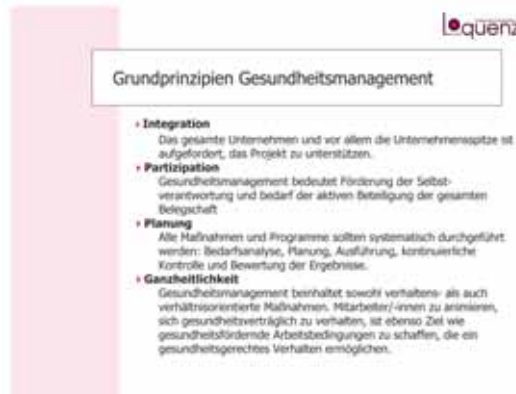 Loquenz
Grundprinzipien Gesundheitsmanagement
Integration
Das gesamte Unternehmen und vor allem die Unternehmensspitze ist
aufgefordert, das Projekt zu unterstützen.
Partizipation
Gesundheitsmanagement bedeutet Förderung der Selbst-
verantwortung und bedarf der aktiven Beteiligung der gesamten
Belegschaft
Planung
Alle Maßnahmen und Programme sollten systematisch durchgeführt
werden: Bedarfsanalyse, Planung, Ausführung, kontinuierliche
Kontrolle und Bewertung der Ergebnisse.
Ganzheitlichkeit
Gesundheitsmanagement beinhaltet sowohl verhaltens- als auch
verhältnisorientierte Maßnahmen. Mitarbeiter/-innen zu animieren,
sich gesundheitsverträglich zu verhalten, ist ebenso Ziel wie
gesundheitsfördernde Arbeitsbedingungen zu schaffen, die ein
gesundheitsgerechtes Verhalten ermöglichen.